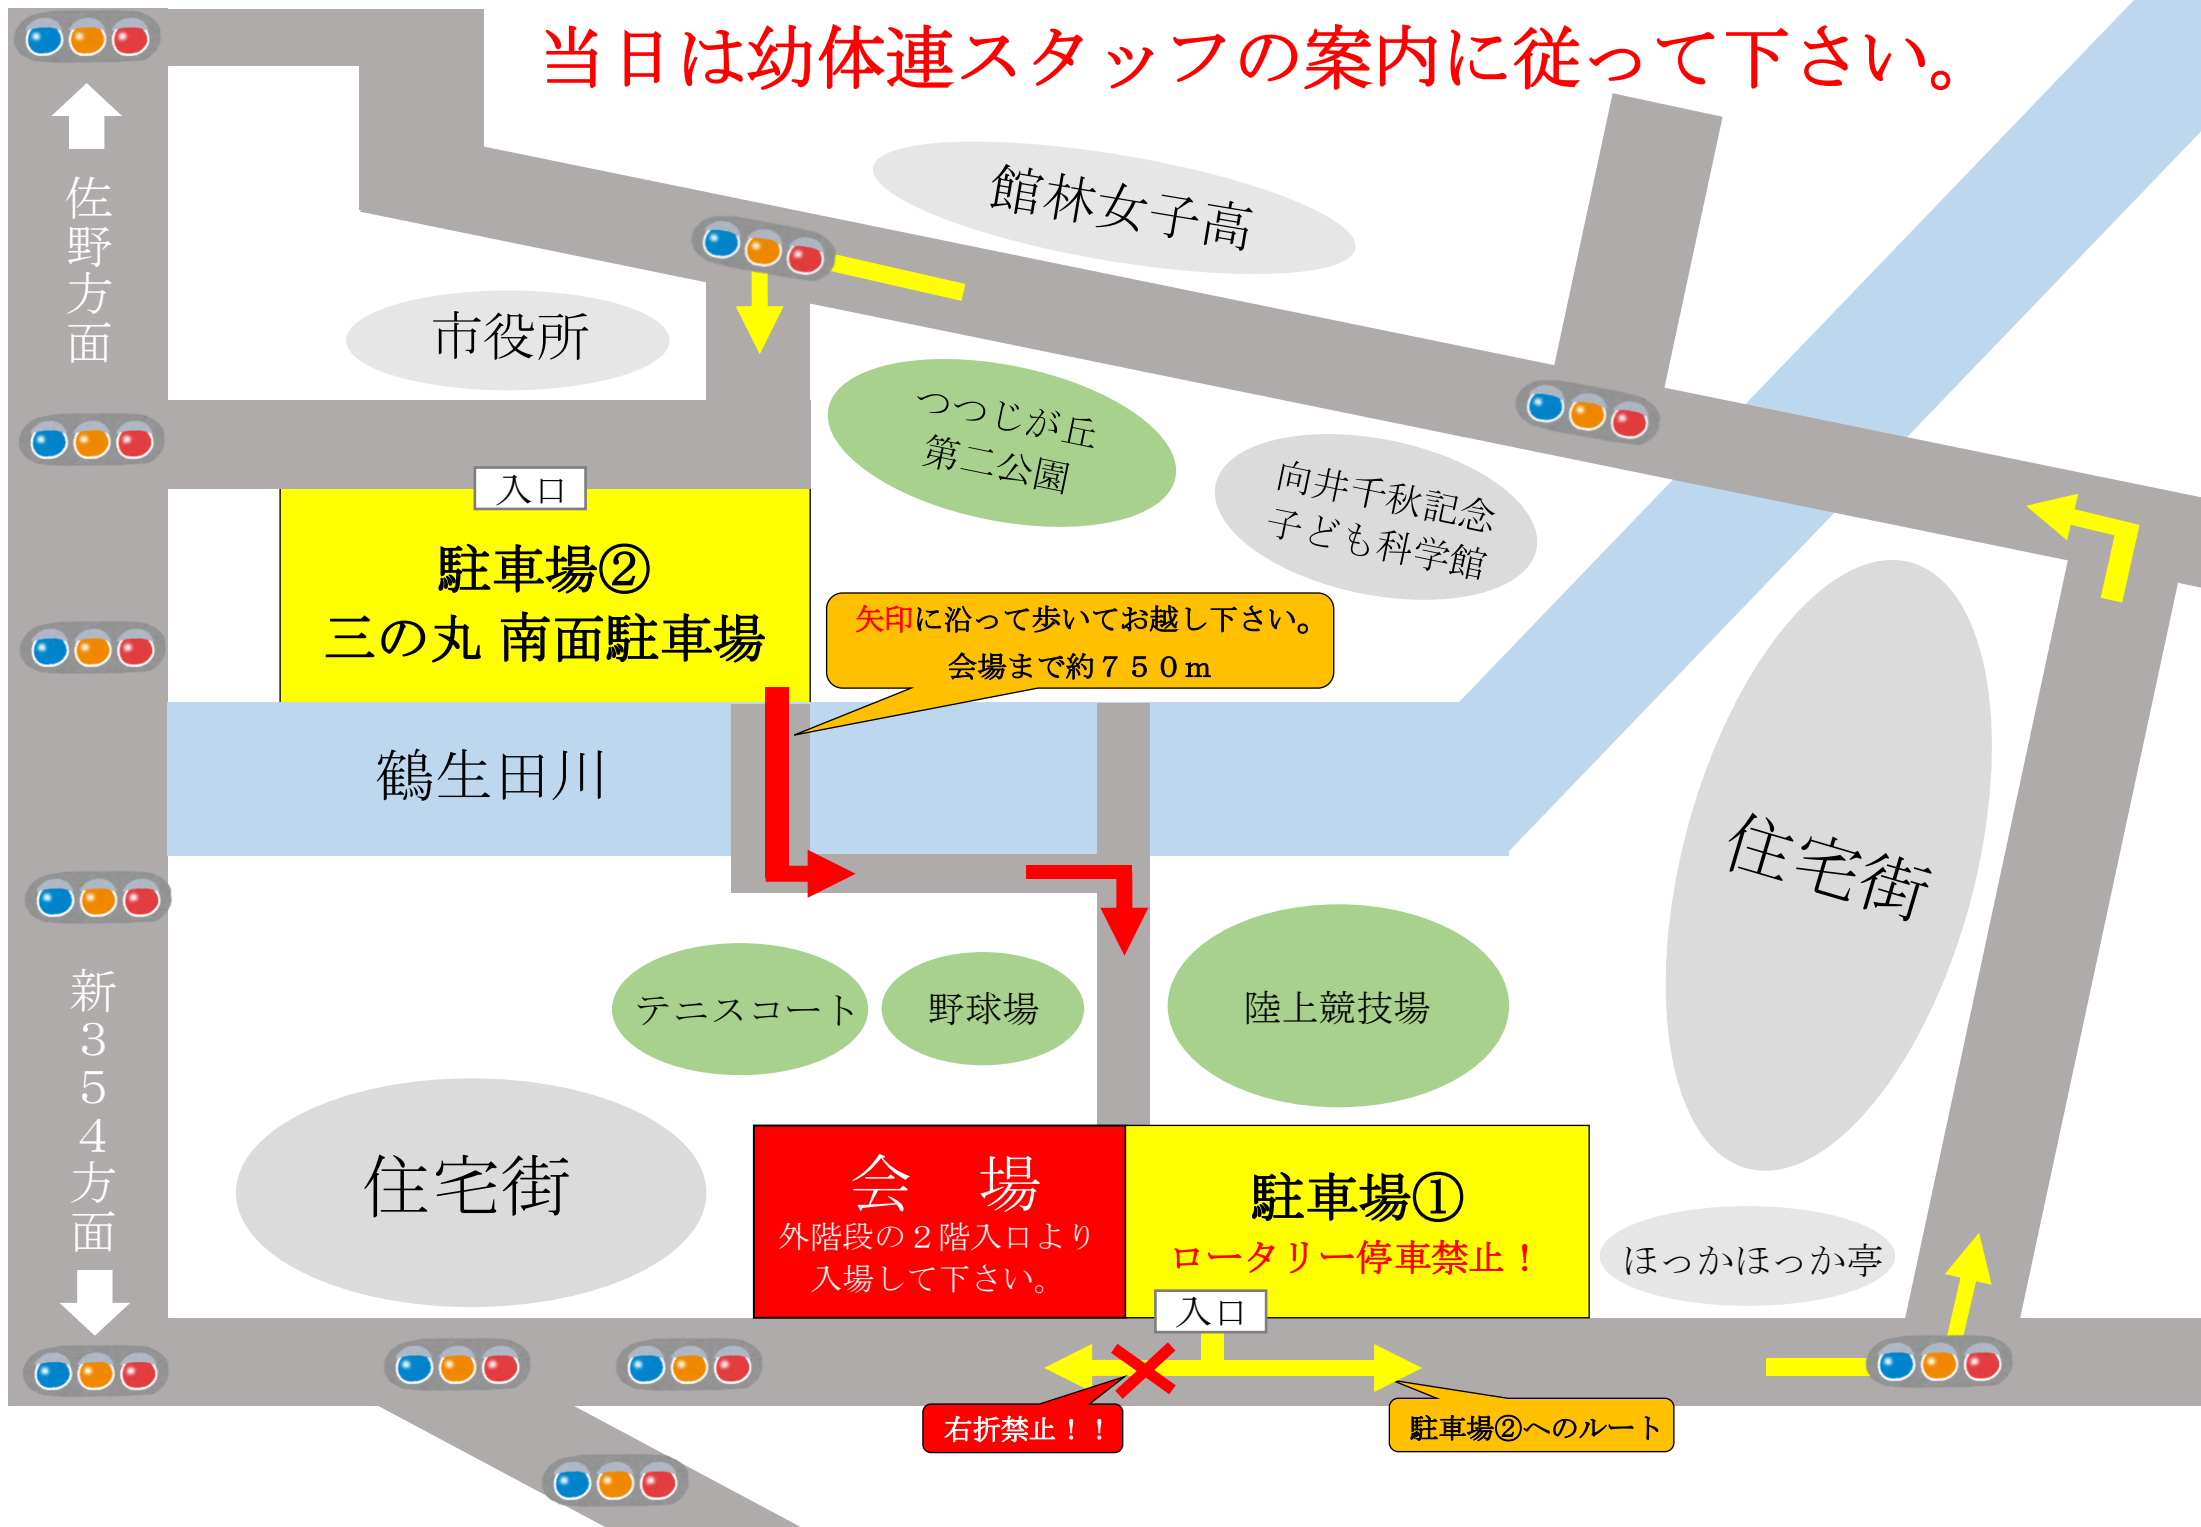 当日は幼体連スタッフの案内に従って下さい。
館林女子高
佐野方面
市役所
つつじが丘
第二公園
向井千秋記念
子ども科学館
入口
駐車場②
三の丸 南面駐車場
矢印に沿って歩いてお越し下さい。
会場まで約７５０ｍ
鶴生田川
住宅街
新３５４方面
テニスコート
野球場
陸上競技場
住宅街
会　場
外階段の２階入口より
入場して下さい。
駐車場①
ロータリー停車禁止！
ほっかほっか亭
入口
右折禁止！！
駐車場②へのルート